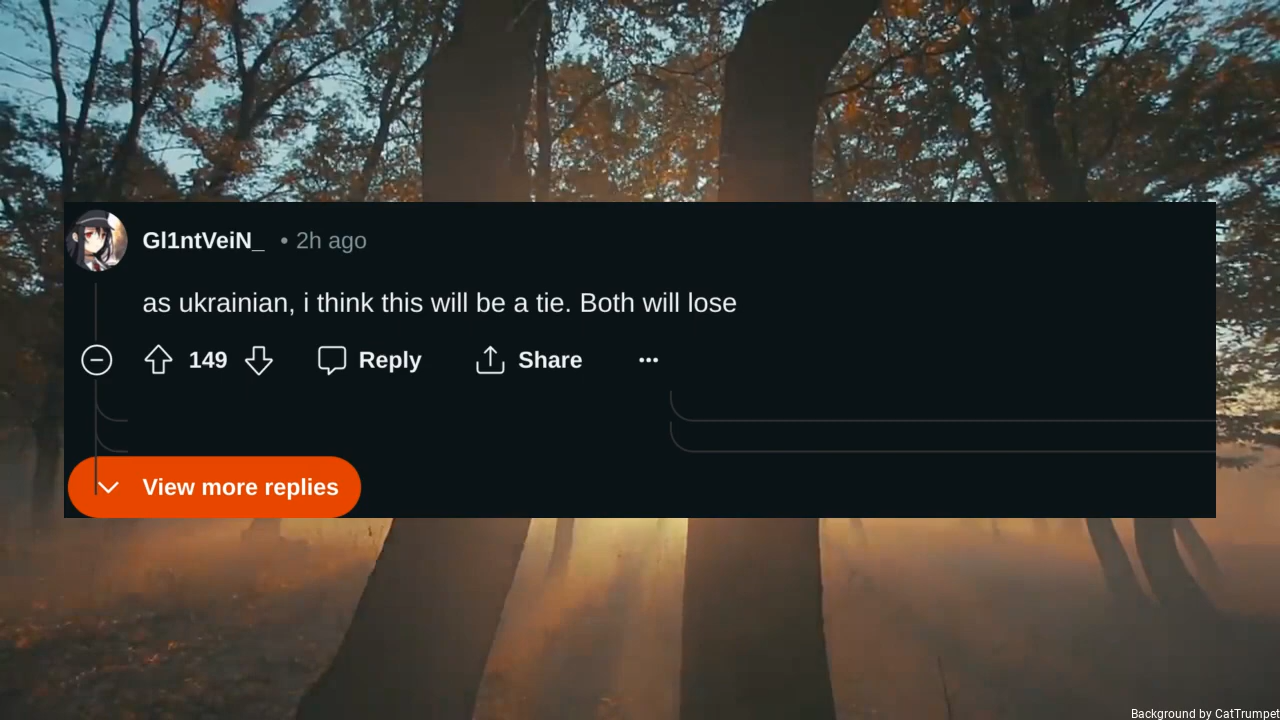 Gl1ntVeiN_ • 2h ago
as ukrainian, i think this will be a tie. Both will lose
149 Reply Share ...
View more replies
Background by CatTrumpet